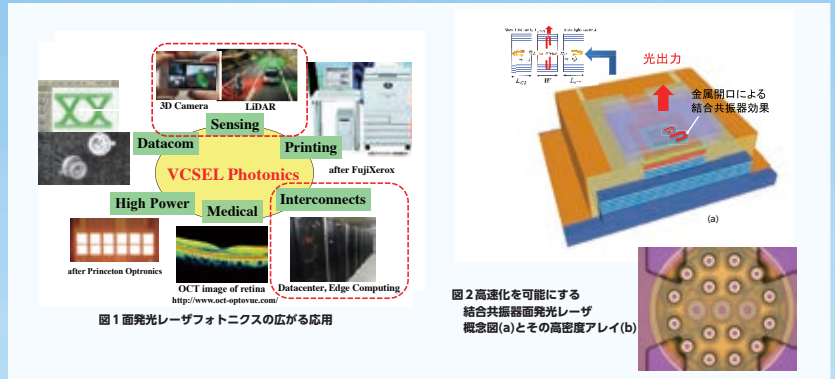 3D Camera
LiDAR
Sensing
Datacom
Printing
after FujiXerox
VCSEL Photonics
High Power
Medical
Interconnects
after Princeton Optronics
OCT image of retina
http://www.oct-optovue.com/
Datacenter, Edge Computing
図1面発光レーザフォトニクスの広がる応用
W
光出力
金属開口による
結合共振器効果
(a)
図2高速化を可能にする
結合共振器面発光レーザ
概念図(a)とその高密度アレイ(b)